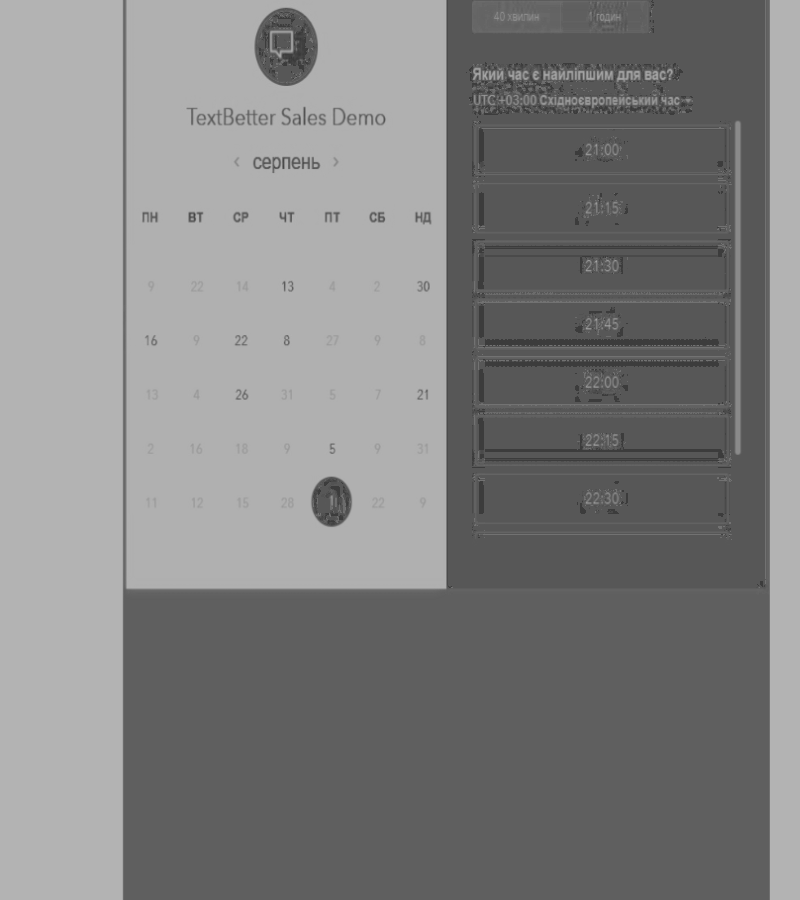 TextBetter Sales Demo
‹ серпень ›
ПН ВТ СР ЧТ ПТ СБ НД
9 22 14 13 4 2 30
16 9 22 8 27 9 8
13 4 26 31 5 7 21
2 16 18 9 5 9 31
11 12 15 28 22 9
40 хвилин 1 годин
Який час є найліпшим для вас?
UTC +03:00 Східноєвропейський час
21:00
21:15
21:30
21:45
22:00
22:15
22:30